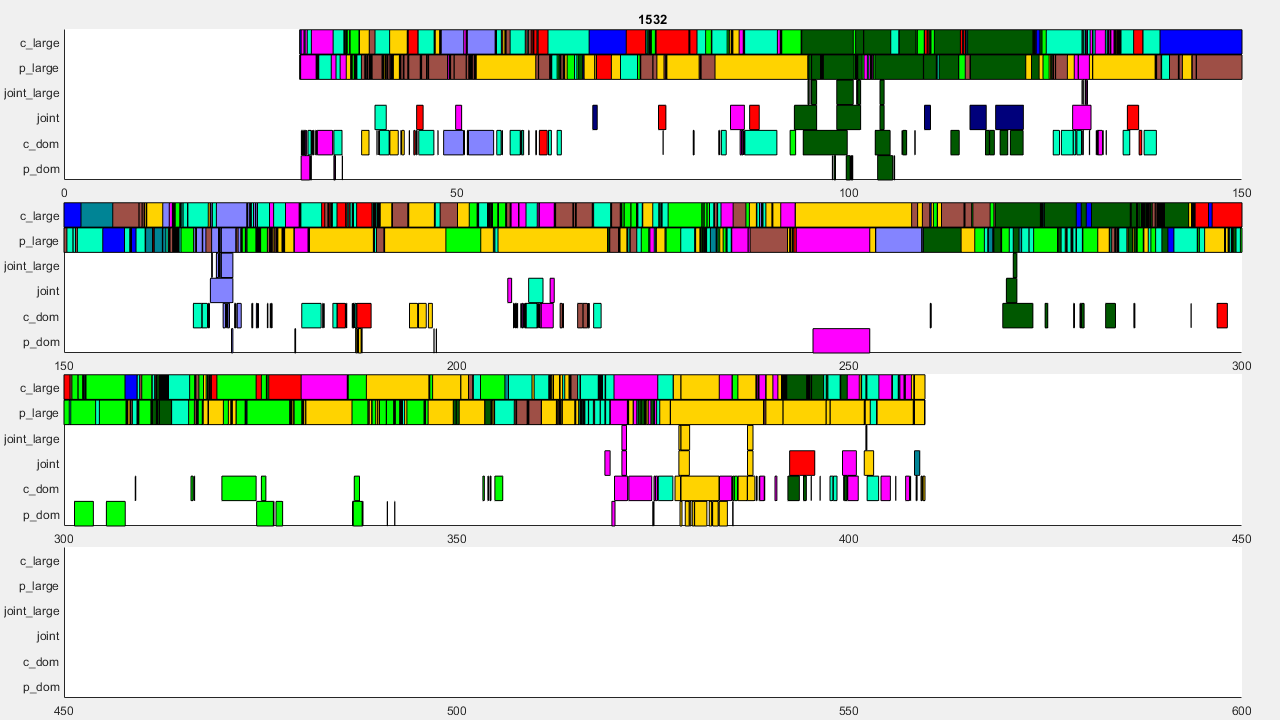 1532
c_large
p_large
joint_large
joint
c_dom
p_dom
0 50 100 150
c_large
p_large
joint_large
joint
c_dom
p_dom
150 200 250 300
c_large
p_large
joint_large
joint
c_dom
p_dom
300 350 400 450
c_large
p_large
joint_large
joint
c_dom
p_dom
450 500 550 600